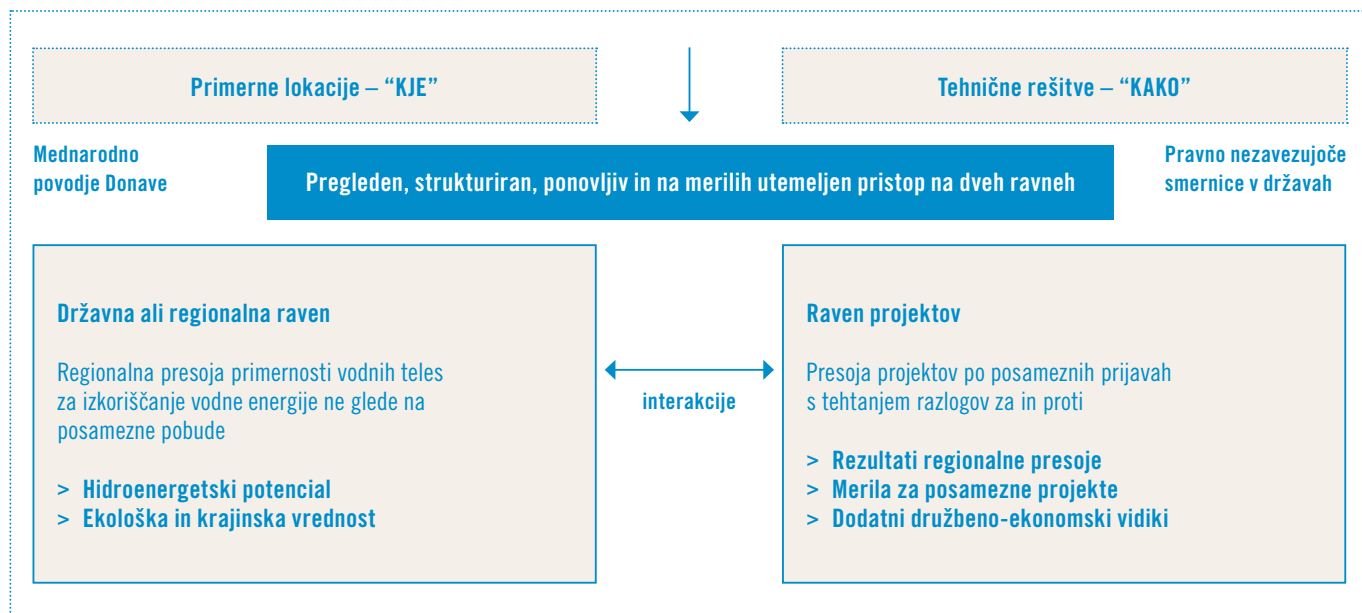 Primerne lokacije – “KJE”
Tehnične rešitve – “KAKO”
Mednarodno
povodje Donave
Pregleden, strukturiran, ponovljiv in na merilih utemeljen pristop na dveh ravneh
Pravno nezavezujoče
smernice v državah
Državna ali regionalna raven
Regionalna presoja primernosti vodnih teles
za izkoriščanje vodne energije ne glede na
posamezne pobude
> Hidroenergetski potencial
> Ekološka in krajinska vrednost
interakcije
Raven projektov
Presoja projektov po posameznih prijavah
s tehtanjem razlogov za in proti
> Rezultati regionalne presoje
> Merila za posamezne projekte
> Dodatni družbeno-ekonomski vidiki